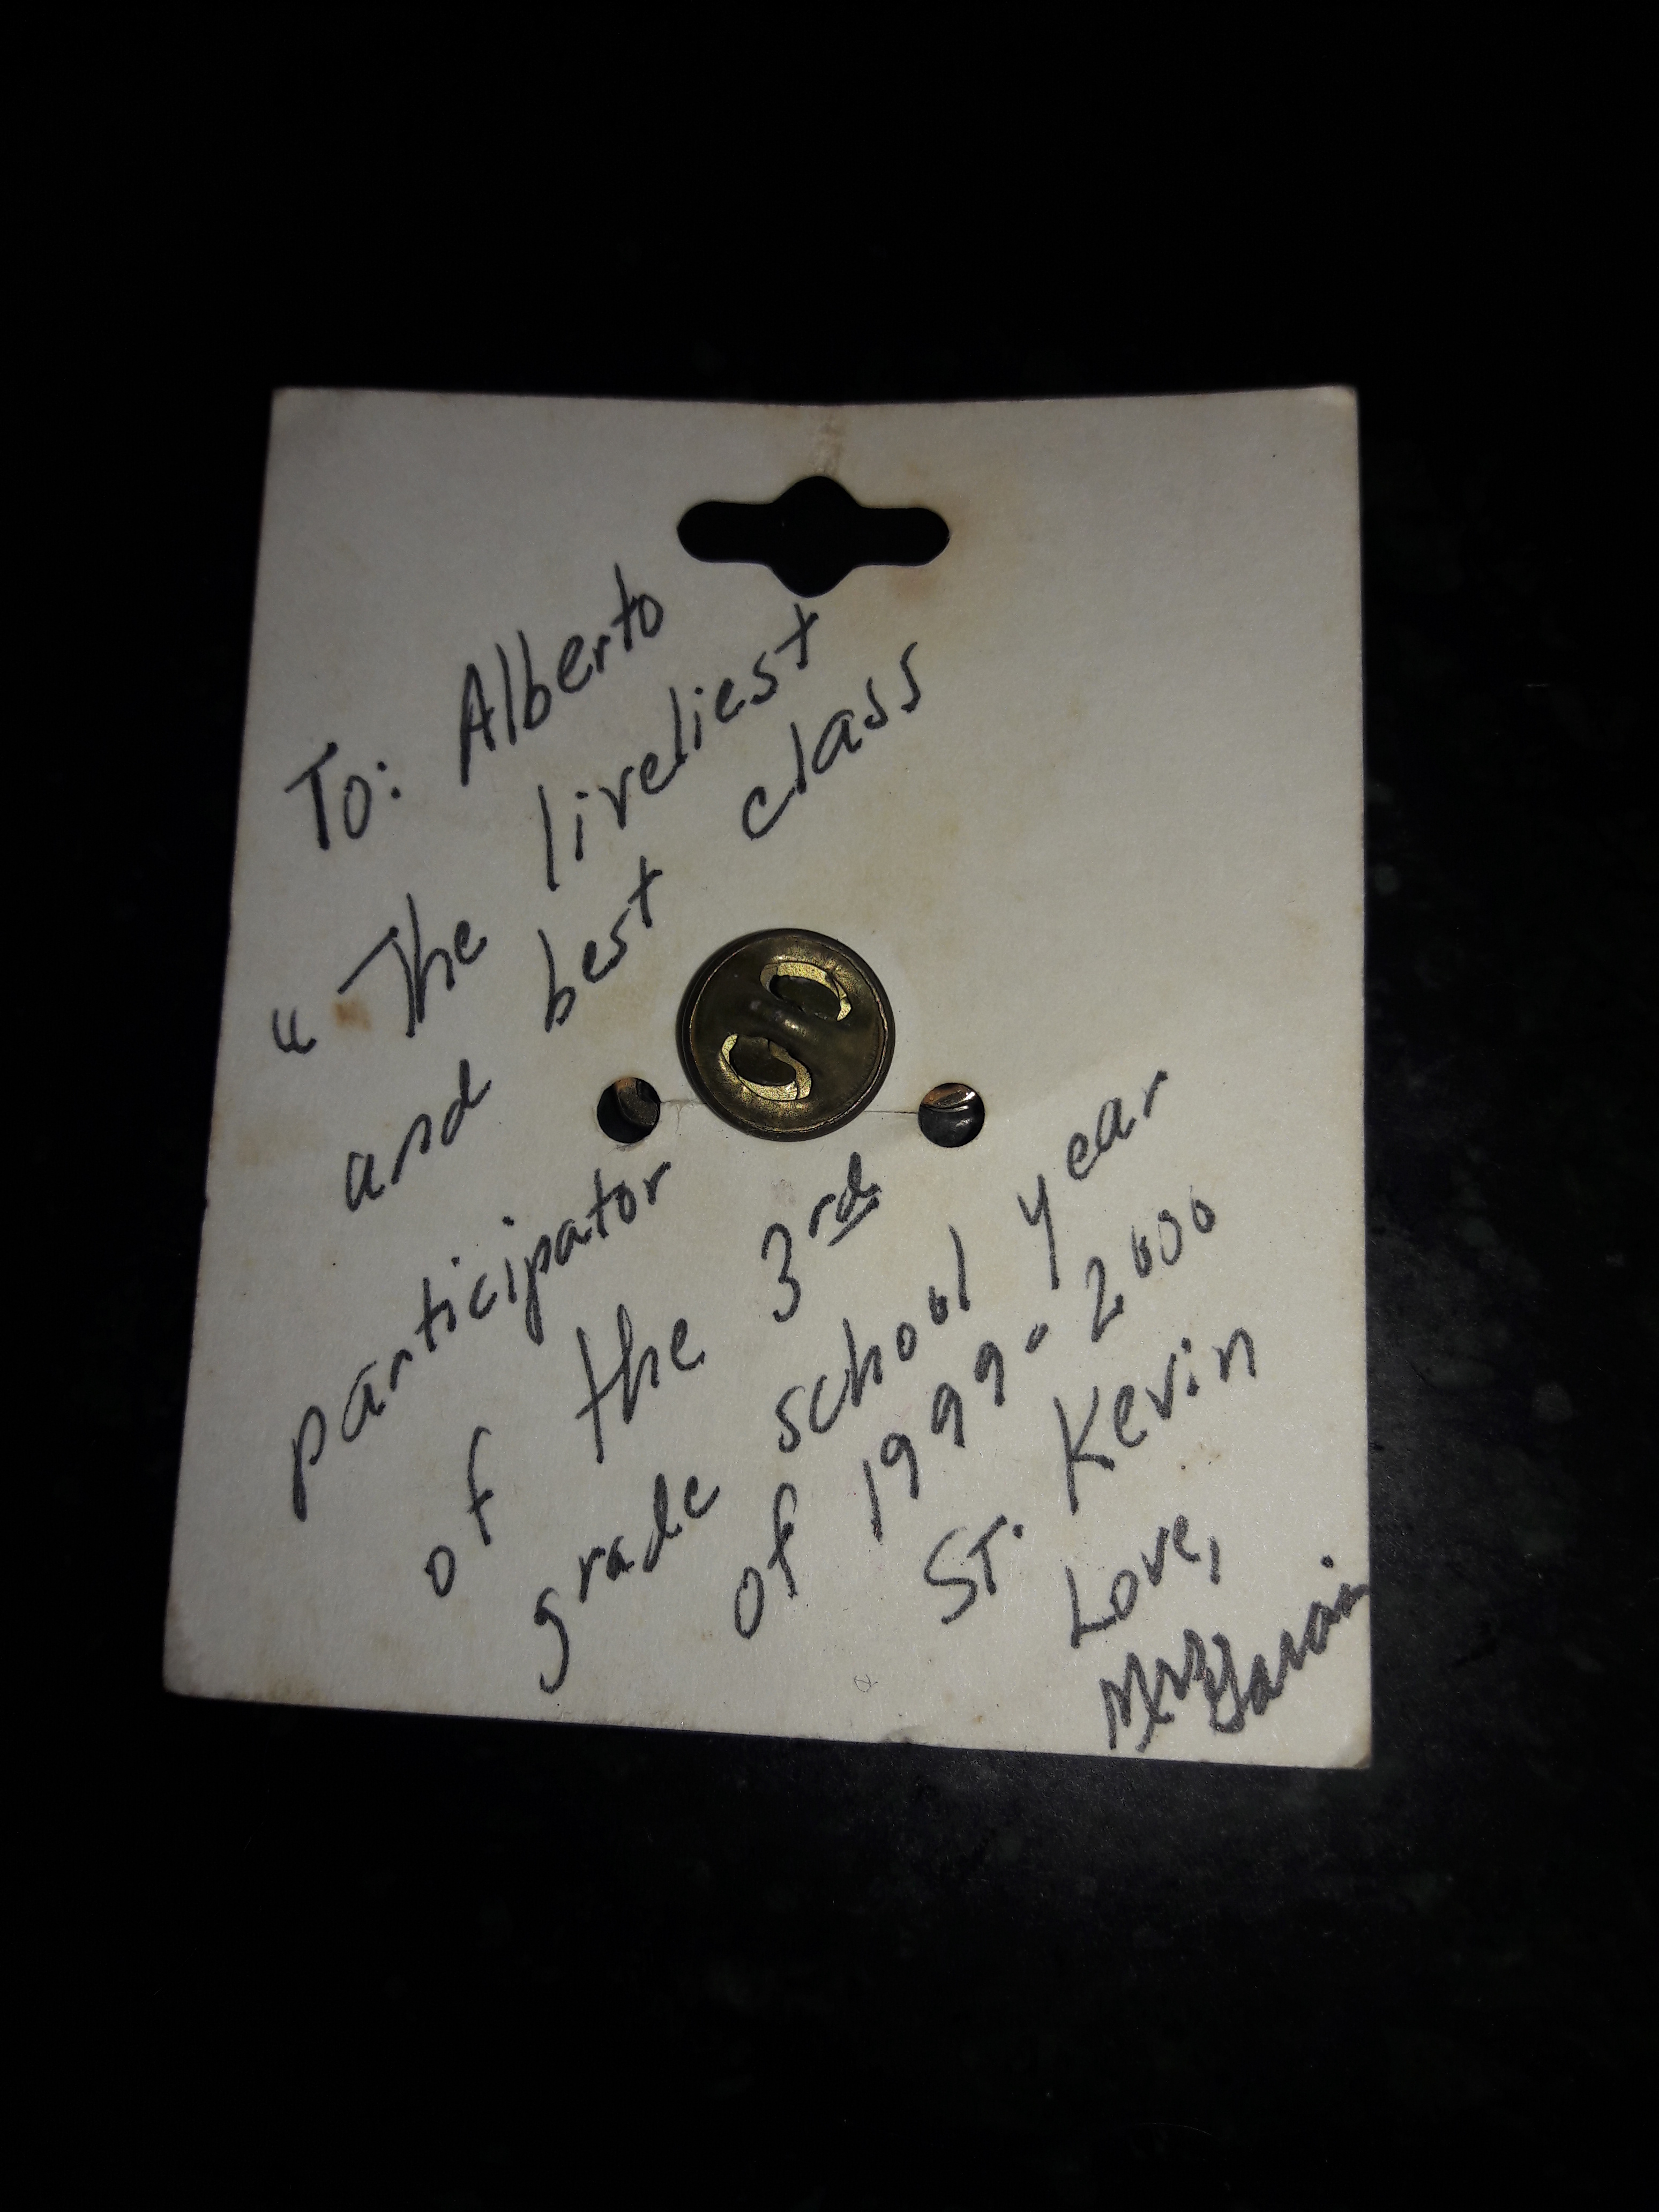 To: Alberto
"The liveliest
and best class
participator
of the 3rd
grade school year
of 1999-2000
St. Kevin
Love,